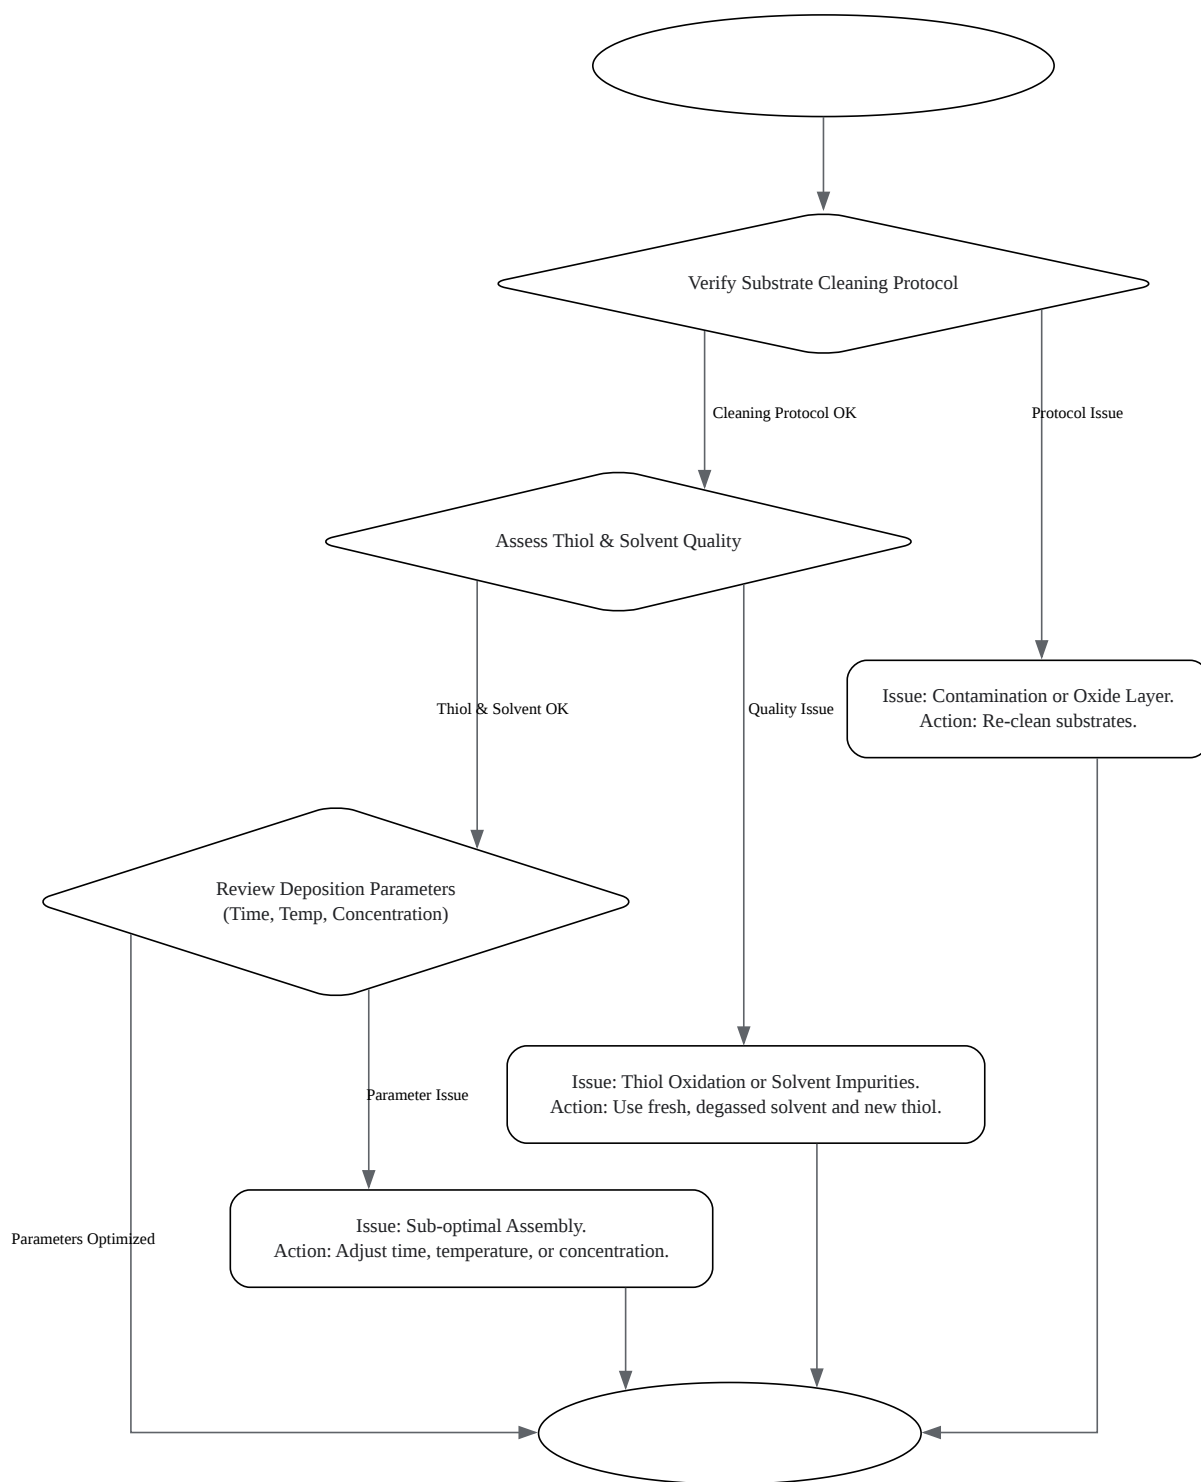 Verify Substrate Cleaning Protocol
Cleaning Protocol OK
Protocol Issue
Assess Thiol & Solvent Quality
Issue: Contamination or Oxide Layer.
Action: Re-clean substrates.
Thiol & Solvent OK
Quality Issue
Review Deposition Parameters
(Time, Temp, Concentration)
Issue: Thiol Oxidation or Solvent Impurities.
Action: Use fresh, degassed solvent and new thiol.
Parameter Issue
Issue: Sub-optimal Assembly.
Action: Adjust time, temperature, or concentration.
Parameters Optimized